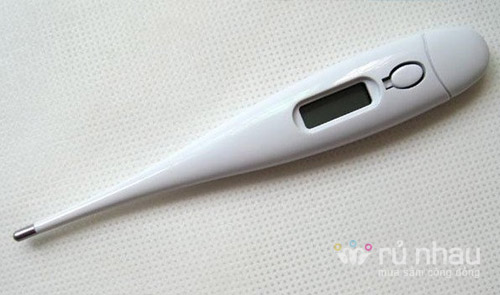 rủ nhau
mua sắm cộng đồng